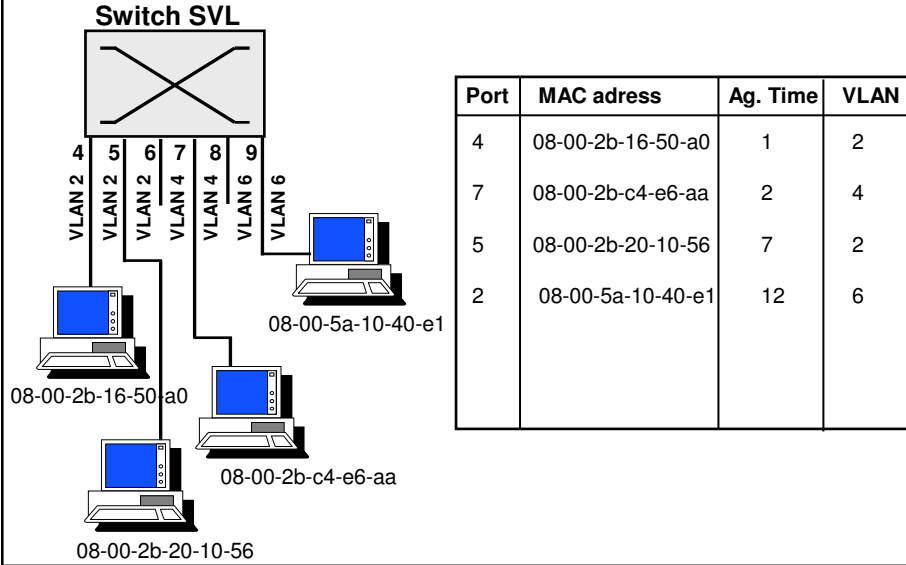 Switch SVL
4 5 6 7 8 9
VLAN 2 VLAN 2 VLAN 2 VLAN 4 VLAN 4 VLAN 6 VLAN 6
08-00-5a-10-40-e1
08-00-2b-16-50-a0
08-00-2b-c4-e6-aa
08-00-2b-20-10-56
Port MAC adress Ag. Time VLAN
4 08-00-2b-16-50-a0 1 2
7 08-00-2b-c4-e6-aa 2 4
5 08-00-2b-20-10-56 7 2
2 08-00-5a-10-40-e1 12 6